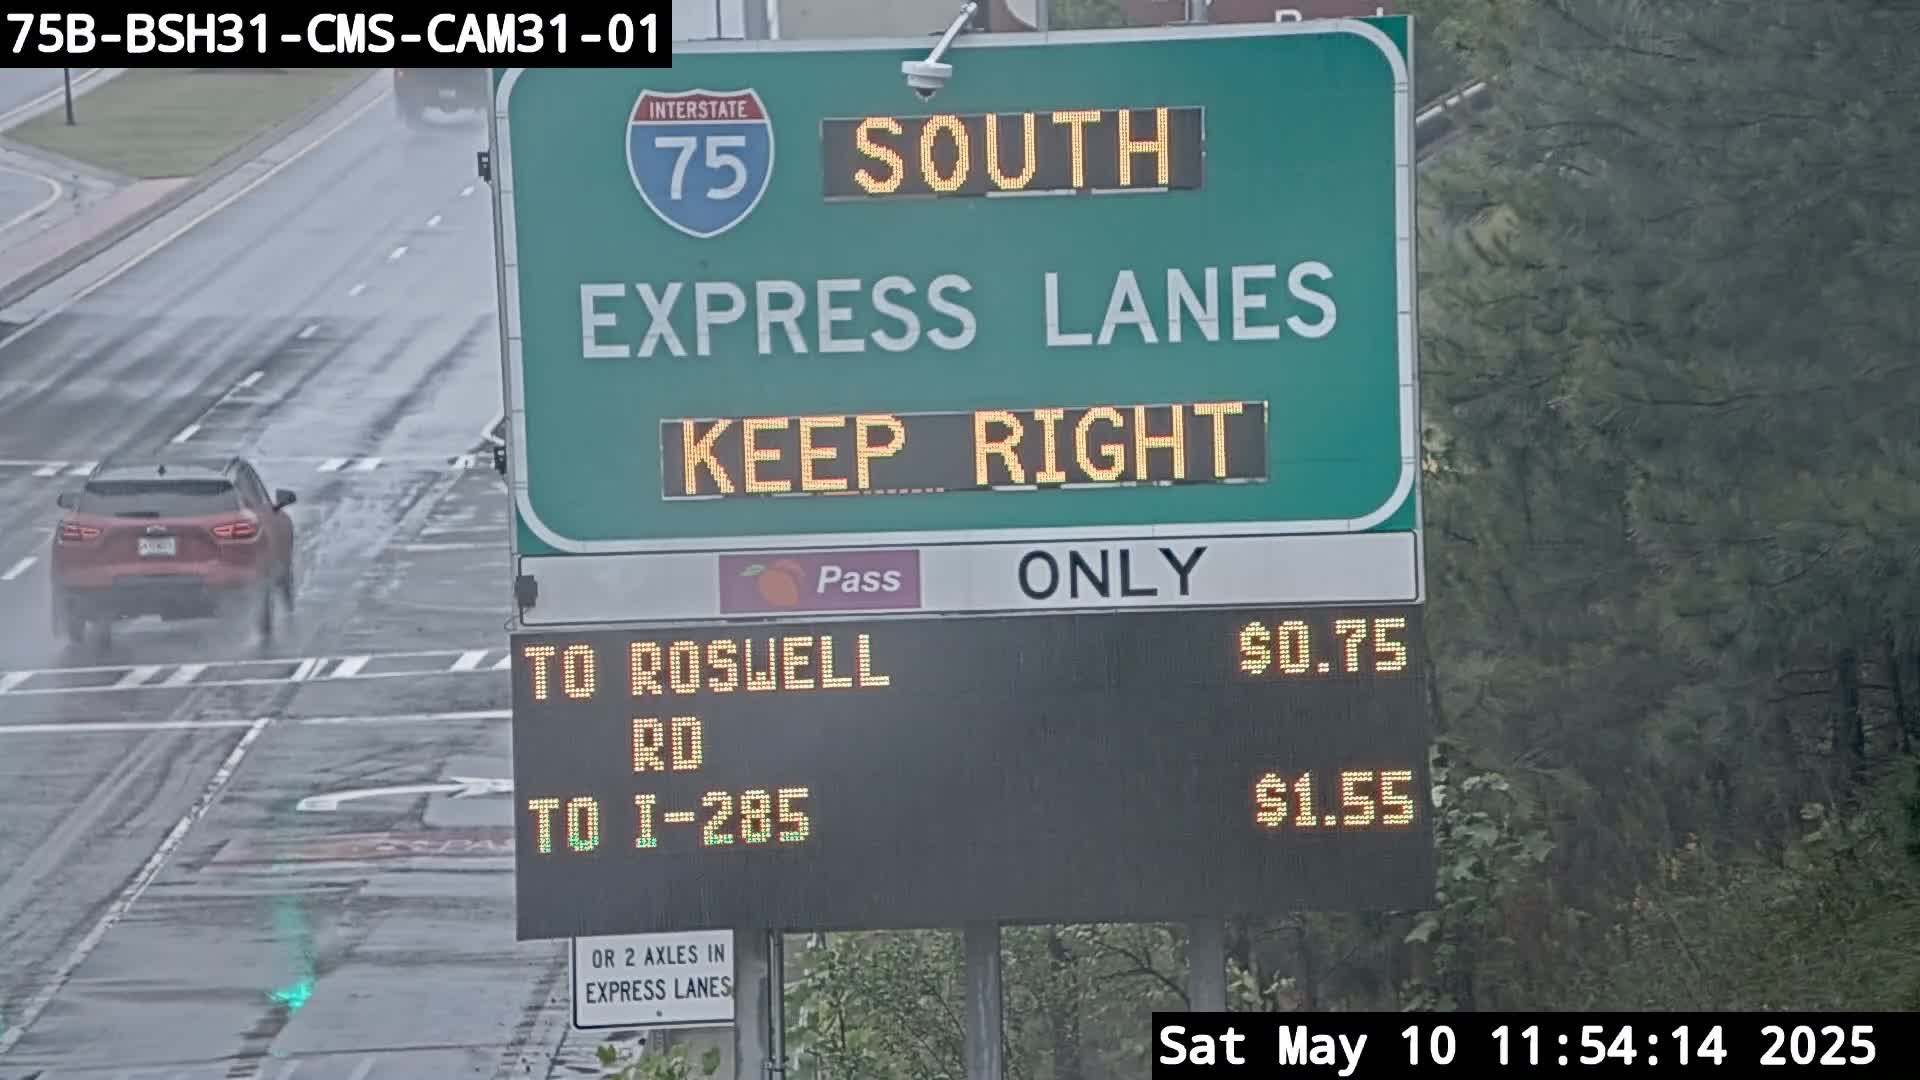 75B-BSH31-CMS-CAM31-01
INTERSTATE
75
SOUTH
EXPRESS LANES
KEEP RIGHT
Pass ONLY
TO ROSWELL $0.75
RD
TO I-285 $1.55
OR 2 AXLES IN
EXPRESS LANES
Sat May 10 11:54:14 2025